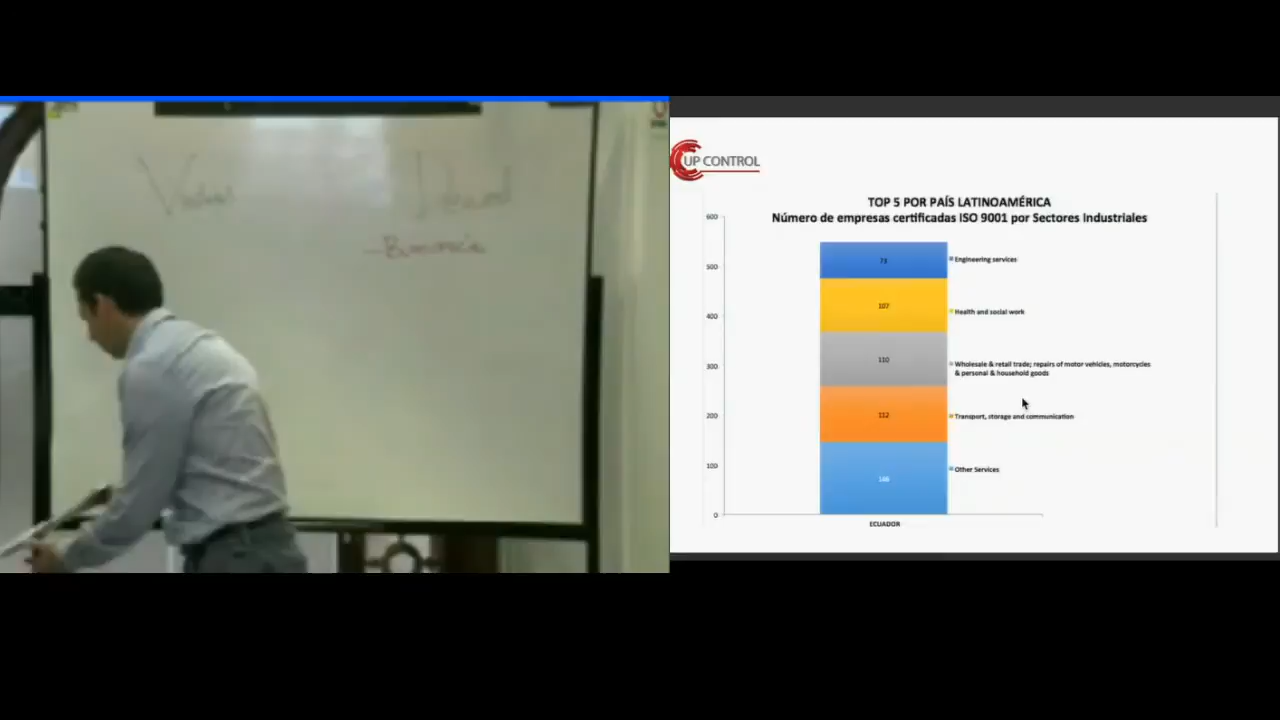 UP CONTROL
TOP 5 POR PAÍS LATINOAMÉRICA
Número de empresas certificadas ISO 9001 por Sectores Industriales
600
500
400
300
200
100
0
73
107
110
112
Engineering services
Health and social work
Wholesale & retail trade; repairs of motor vehicles, motorcycles
& personal & household goods
Transport, storage and communication
Other Services
ECUADOR